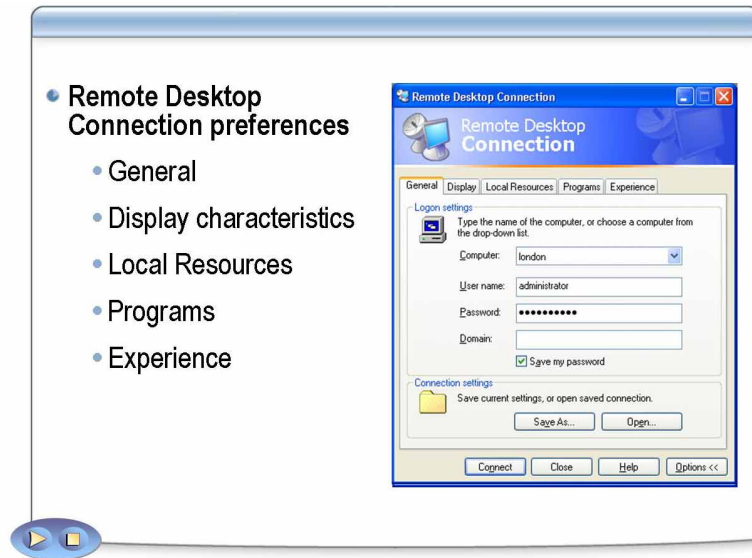 Remote Desktop
Connection preferences
General
Display characteristics
Local Resources
Programs
Experience
Remote Desktop Connection
Remote Desktop
Connection
General Display Local Resources Programs Experience
Logon settings
Type the name of the computer, or choose a computer from
the drop-down list.
Computer: london
User name: administrator
Password: ••••••••••
Domain:
Save my password
Connection settings
Save current settings, or open saved connection.
Save As... Open...
Connect Close Help Options <<